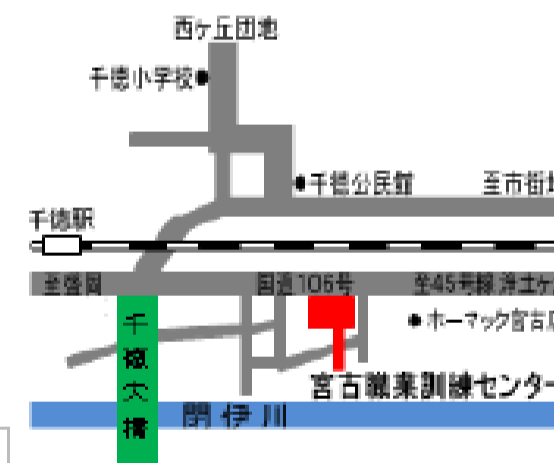 西ヶ丘団地
千徳小学校
千徳公民館
至市街地
千徳駅
至盛岡
国道106号
至45号線 浄土ヶ
ホーマック宮古店
千徳大橋
宮古職業訓練センター
閉伊川